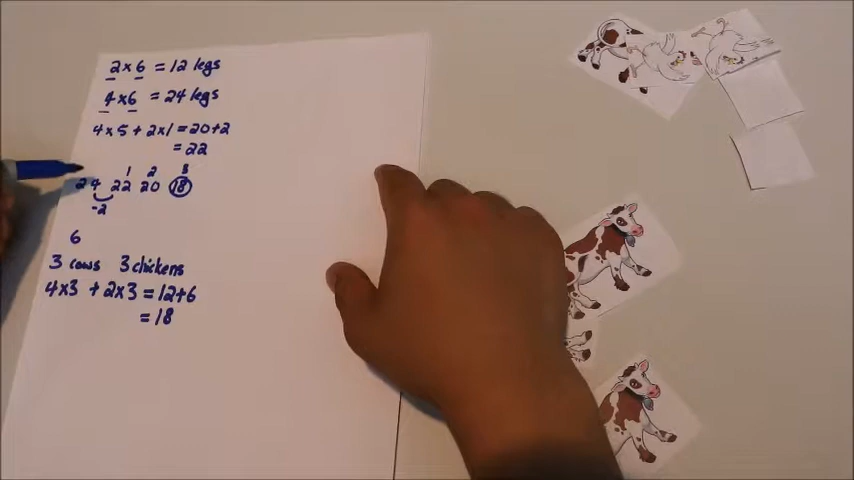 2x6 = 12 legs
4x6 = 24 legs
4x5 + 2x1 = 20+2
= 22
1 2 3
24 22 20 18
-2
6
3 cows 3 chickens
4x3 + 2x3 = 12+6
= 18